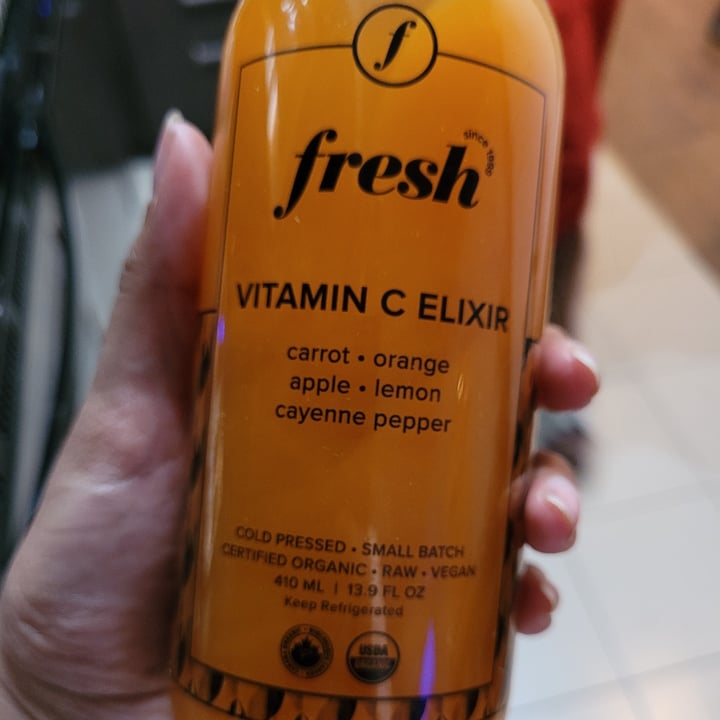 f
fresh
since 1999
VITAMIN C ELIXIR
carrot • orange
apple • lemon
cayenne pepper
COLD PRESSED • SMALL BATCH
CERTIFIED ORGANIC • RAW • VEGAN
410 ML | 13.9 FL OZ
Keep Refrigerated
USDA
ORGANIC